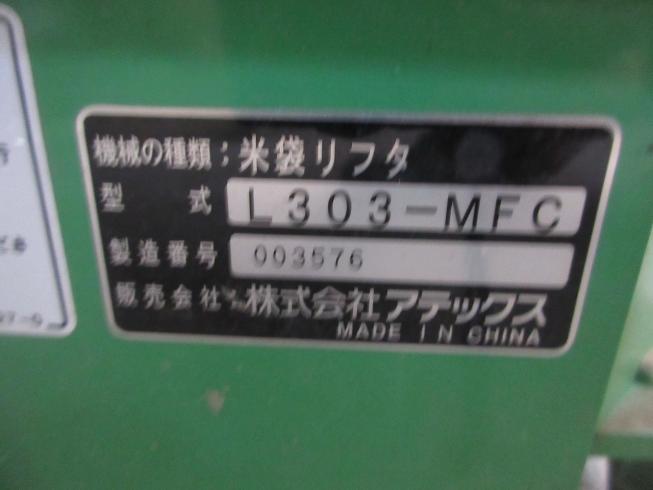 機械の種類:米袋リフタ
型 式 L303-MFC
製造番号 003576
販売会社 株式会社アテックス
MADE IN CHINA